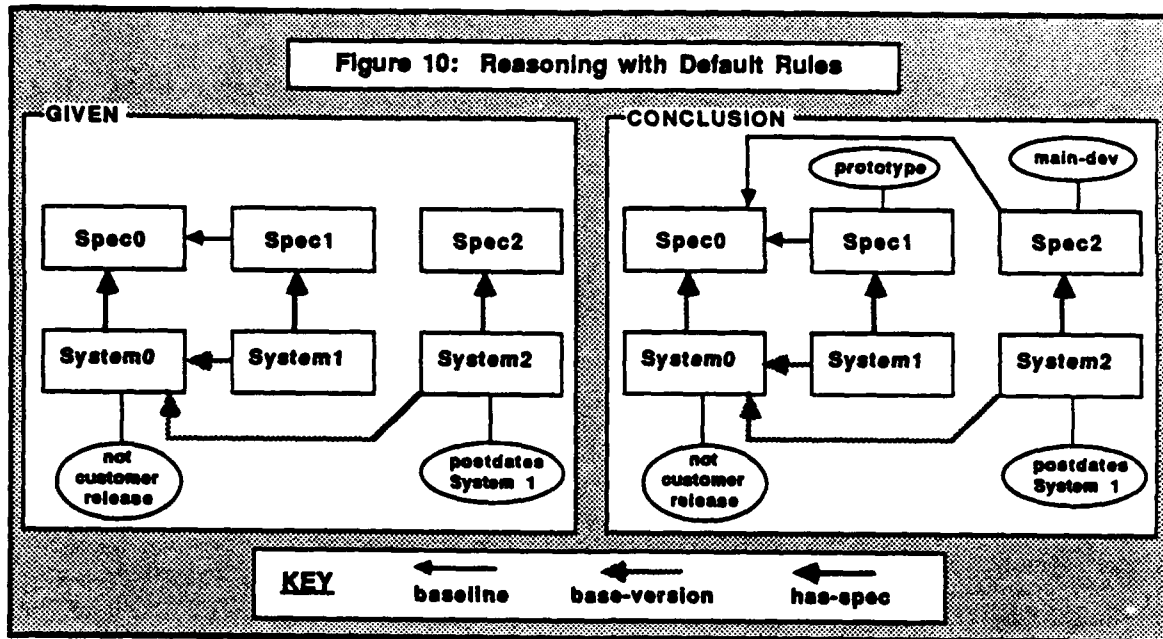 Figure 10: Reasoning with Default Rules
GIVEN
Spec0
Spec1
Spec2
System0
System1
System2
not
customer
release
postdates
System 1
CONCLUSION
prototype
main-dev
Spec0
Spec1
Spec2
System0
System1
System2
not
customer
release
postdates
System 1
KEY
baseline
base-version
has-spec